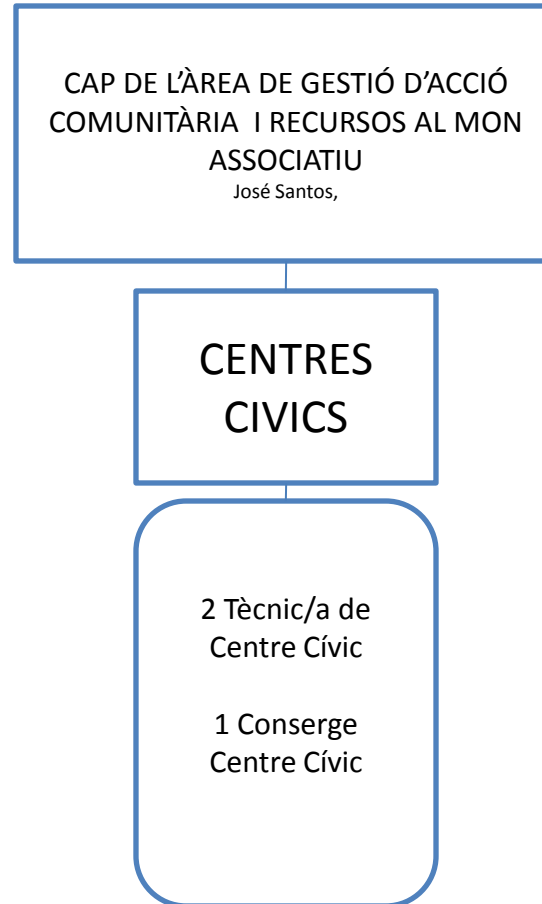 CAP DE L'ÀREA DE GESTIÓ D'ACCIÓ
COMUNITÀRIA  I RECURSOS AL MON
ASSOCIATIU
José Santos,
CENTRES
CIVICS
2 Tècnic/a de
Centre Cívic
1 Conserge
Centre Cívic